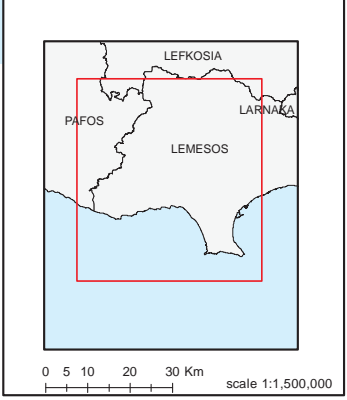 LEFKOSIA
LARNAKA
PAFOS
LEMESOS
0 5 10 20 30 Km
scale 1:1,500,000